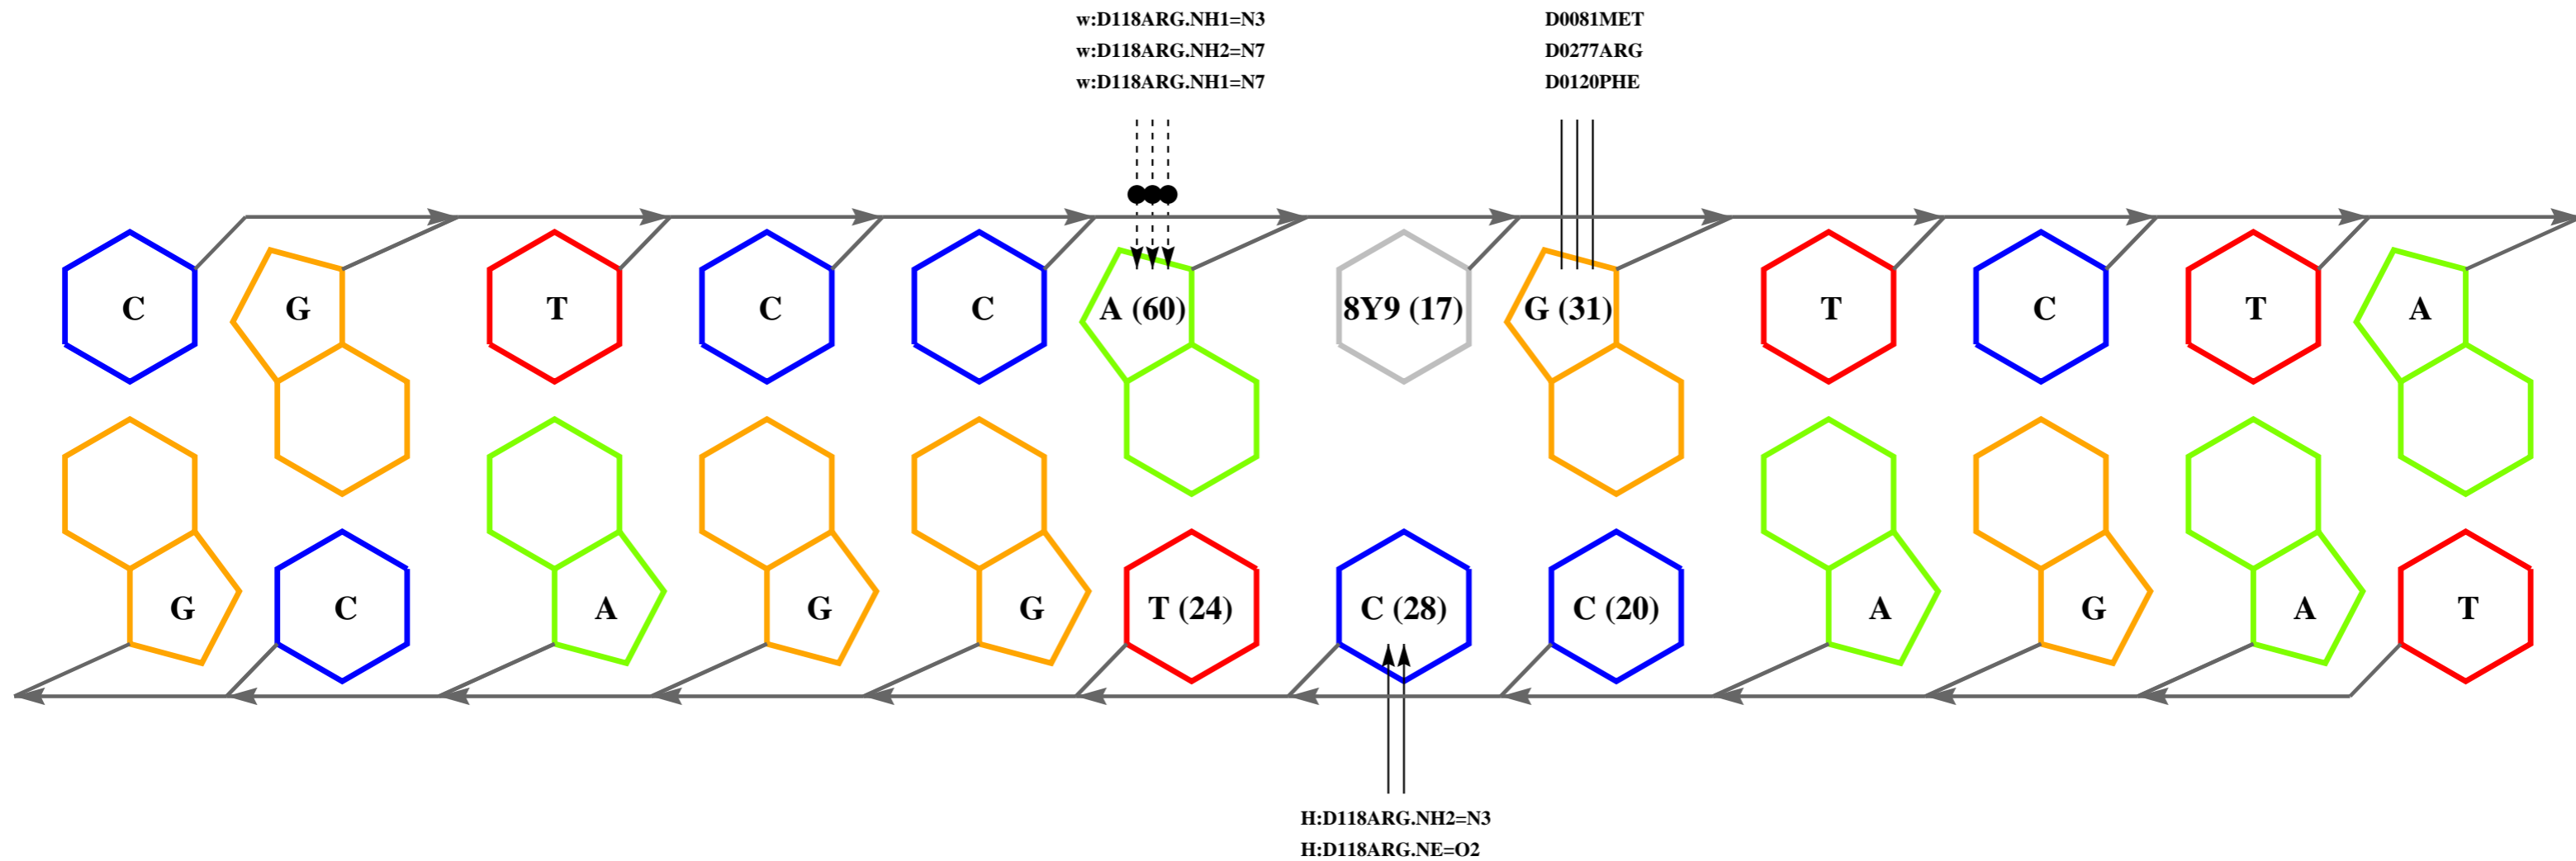 w:D118ARG.NH1=N3
w:D118ARG.NH2=N7
w:D118ARG.NH1=N7
D0081MET
D0277ARG
D0120PHE
C G T C C A (60) 8Y9 (17) G (31) T C T A
G C A G G T (24) C (28) C (20) A G A T
H:D118ARG.NH2=N3
H:D118ARG.NE=O2